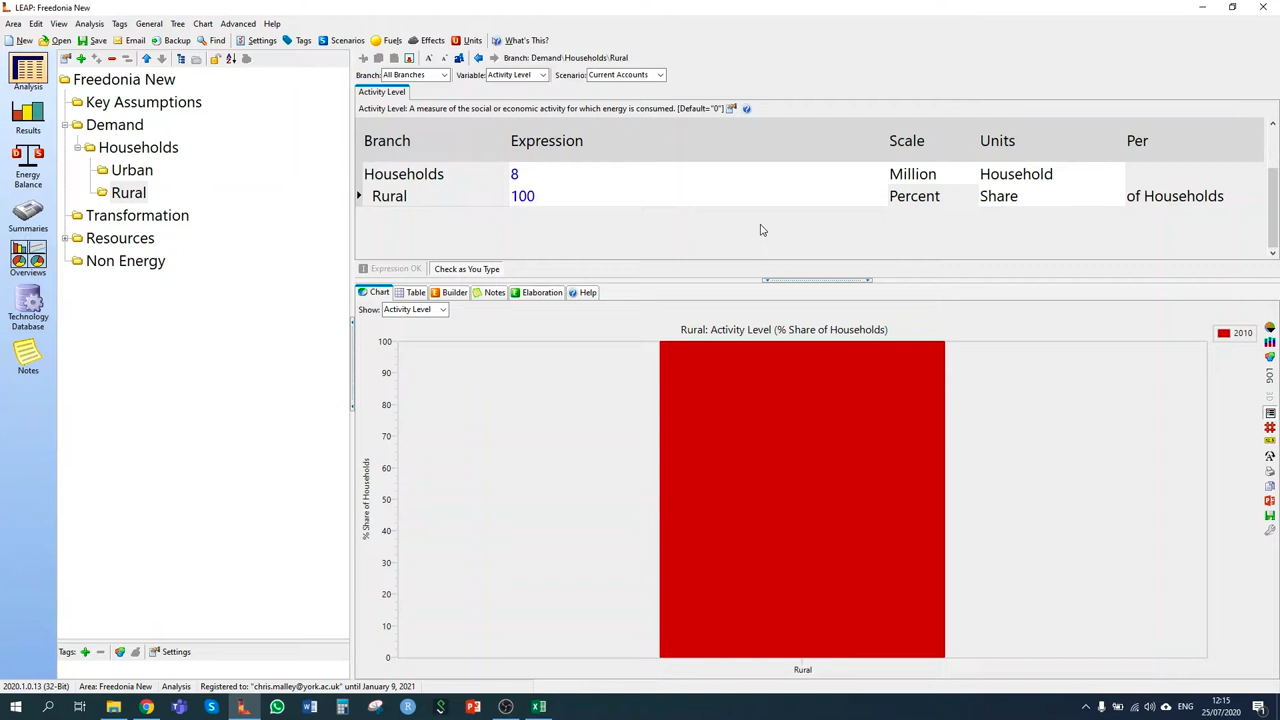 LEAP: Freedonia New
Area Edit View Analysis Tags General Tree Chart Advanced Help
New Open Save Email Backup Find Settings Tags Scenarios Fuels Effects Units What's This?
Analysis
Results
Energy
Balance
Summaries
Overviews
Technology
Database
Notes
Freedonia New
Key Assumptions
Demand
Households
Urban
Rural
Transformation
Resources
Non Energy
Tags: Settings
Branch: Demand\Households\Rural
Branch: All Branches Variable: Activity Level Scenario: Current Accounts
Activity Level
Activity Level: A measure of the social or economic activity for which energy is consumed. [Default="0"]
Branch Expression Scale Units Per
Households 8 Million Household
Rural 100 Percent Share of Households
Expression OK Check as You Type
Chart Table Builder Notes Elaboration Help
Show: Activity Level
Rural: Activity Level (% Share of Households)
2010
% Share of Households
100
90
80
70
60
50
40
30
20
10
0
Rural
LOG
3D
2020.1.0.13 (32-Bit) Area: Freedonia New Analysis Registered to: "chris.malley@york.ac.uk" until January 9, 2021
12:15
25/07/2020